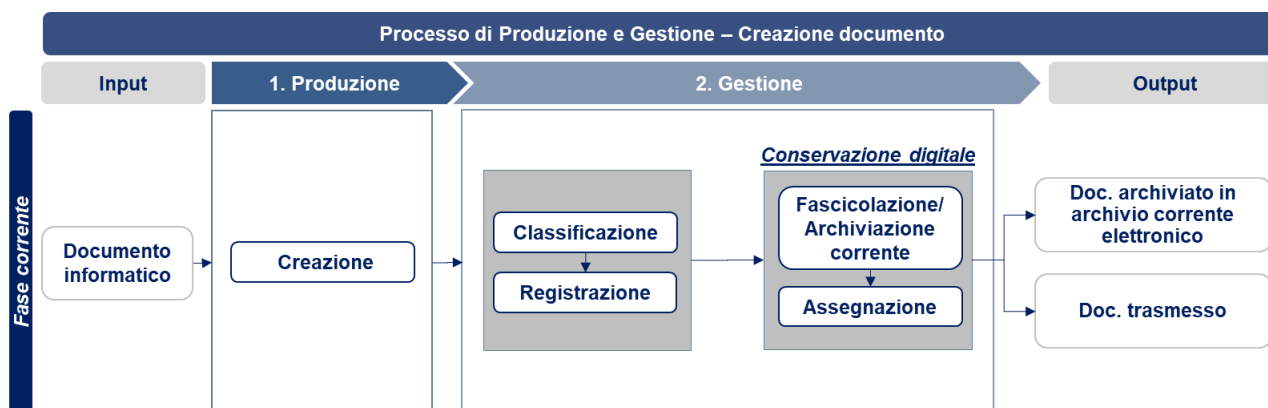 Processo di Produzione e Gestione – Creazione documento
Input
1. Produzione
2. Gestione
Output
Fase corrente
Documento
informatico
Creazione
Classificazione
Registrazione
Conservazione digitale
Fascicolazione/
Archiviazione
corrente
Assegnazione
Doc. archiviato in
archivio corrente
elettronico
Doc. trasmesso